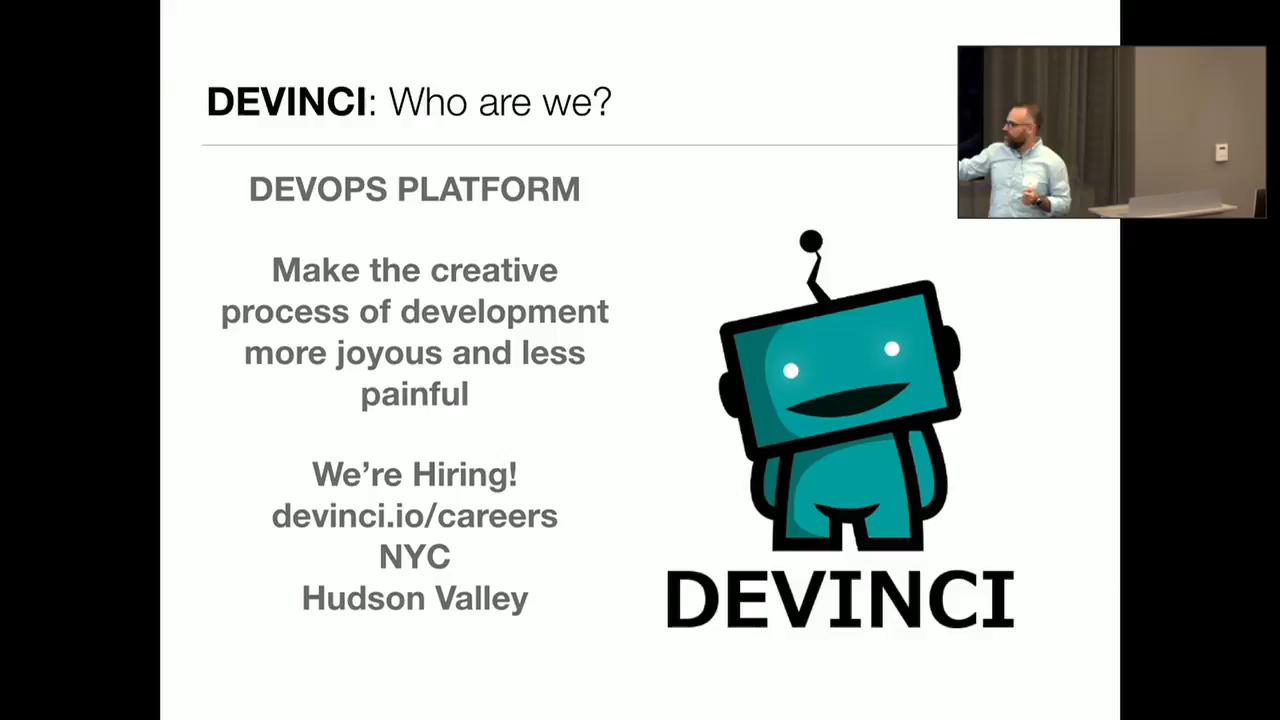 DEVINCI: Who are we?
DEVOPS PLATFORM
Make the creative
process of development
more joyous and less
painful
We’re Hiring!
devinci.io/careers
NYC
Hudson Valley
DEVINCI